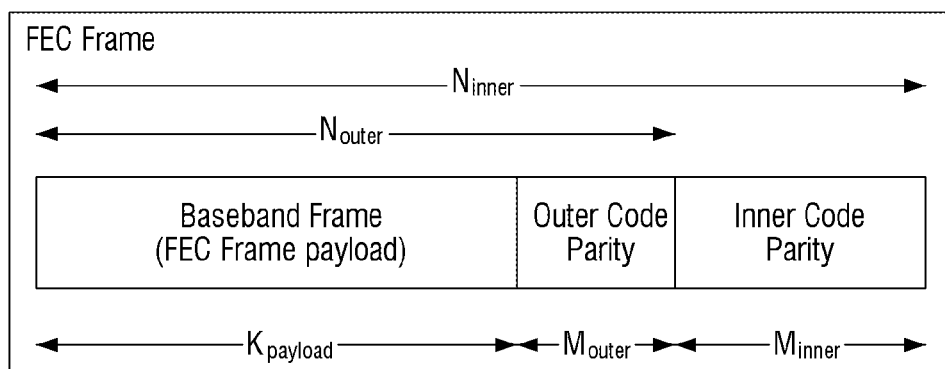 FEC Frame
Ninner
Nouter
Baseband Frame
(FEC Frame payload)
Outer Code
Parity
Inner Code
Parity
Kpayload
Mouter
Minner